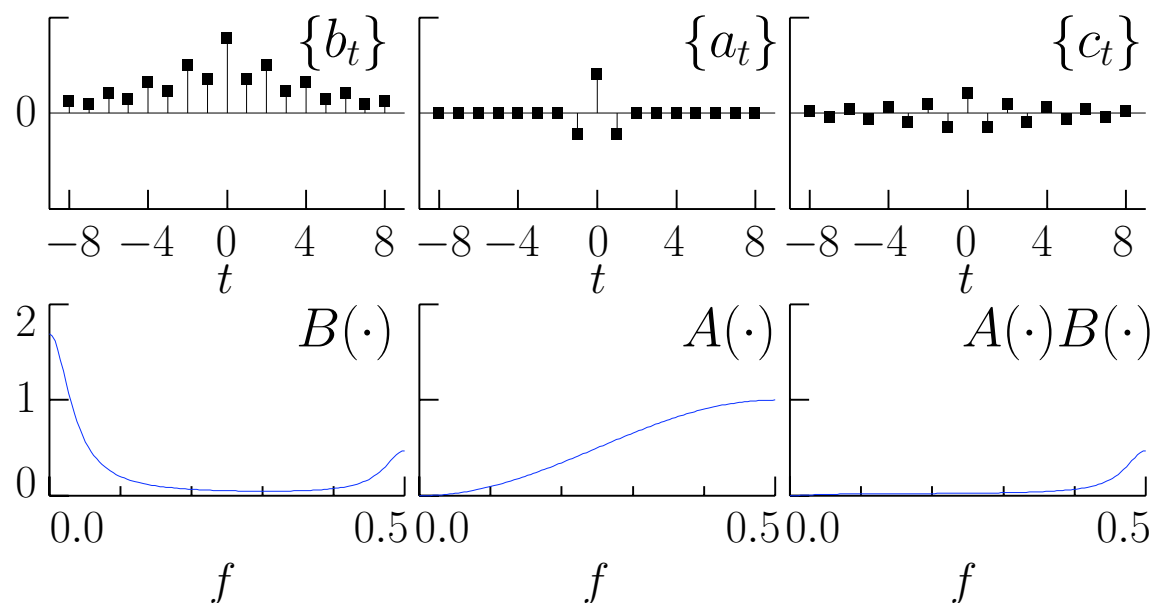 {b_t} {a_t} {c_t}
0
−8 −4 0 4 8 −8 −4 0 4 8 −8 −4 0 4 8
t t t
2 B(·) A(·) A(·)B(·)
1
0
0.0 0.5 0.0 0.5 0.0 0.5
f f f